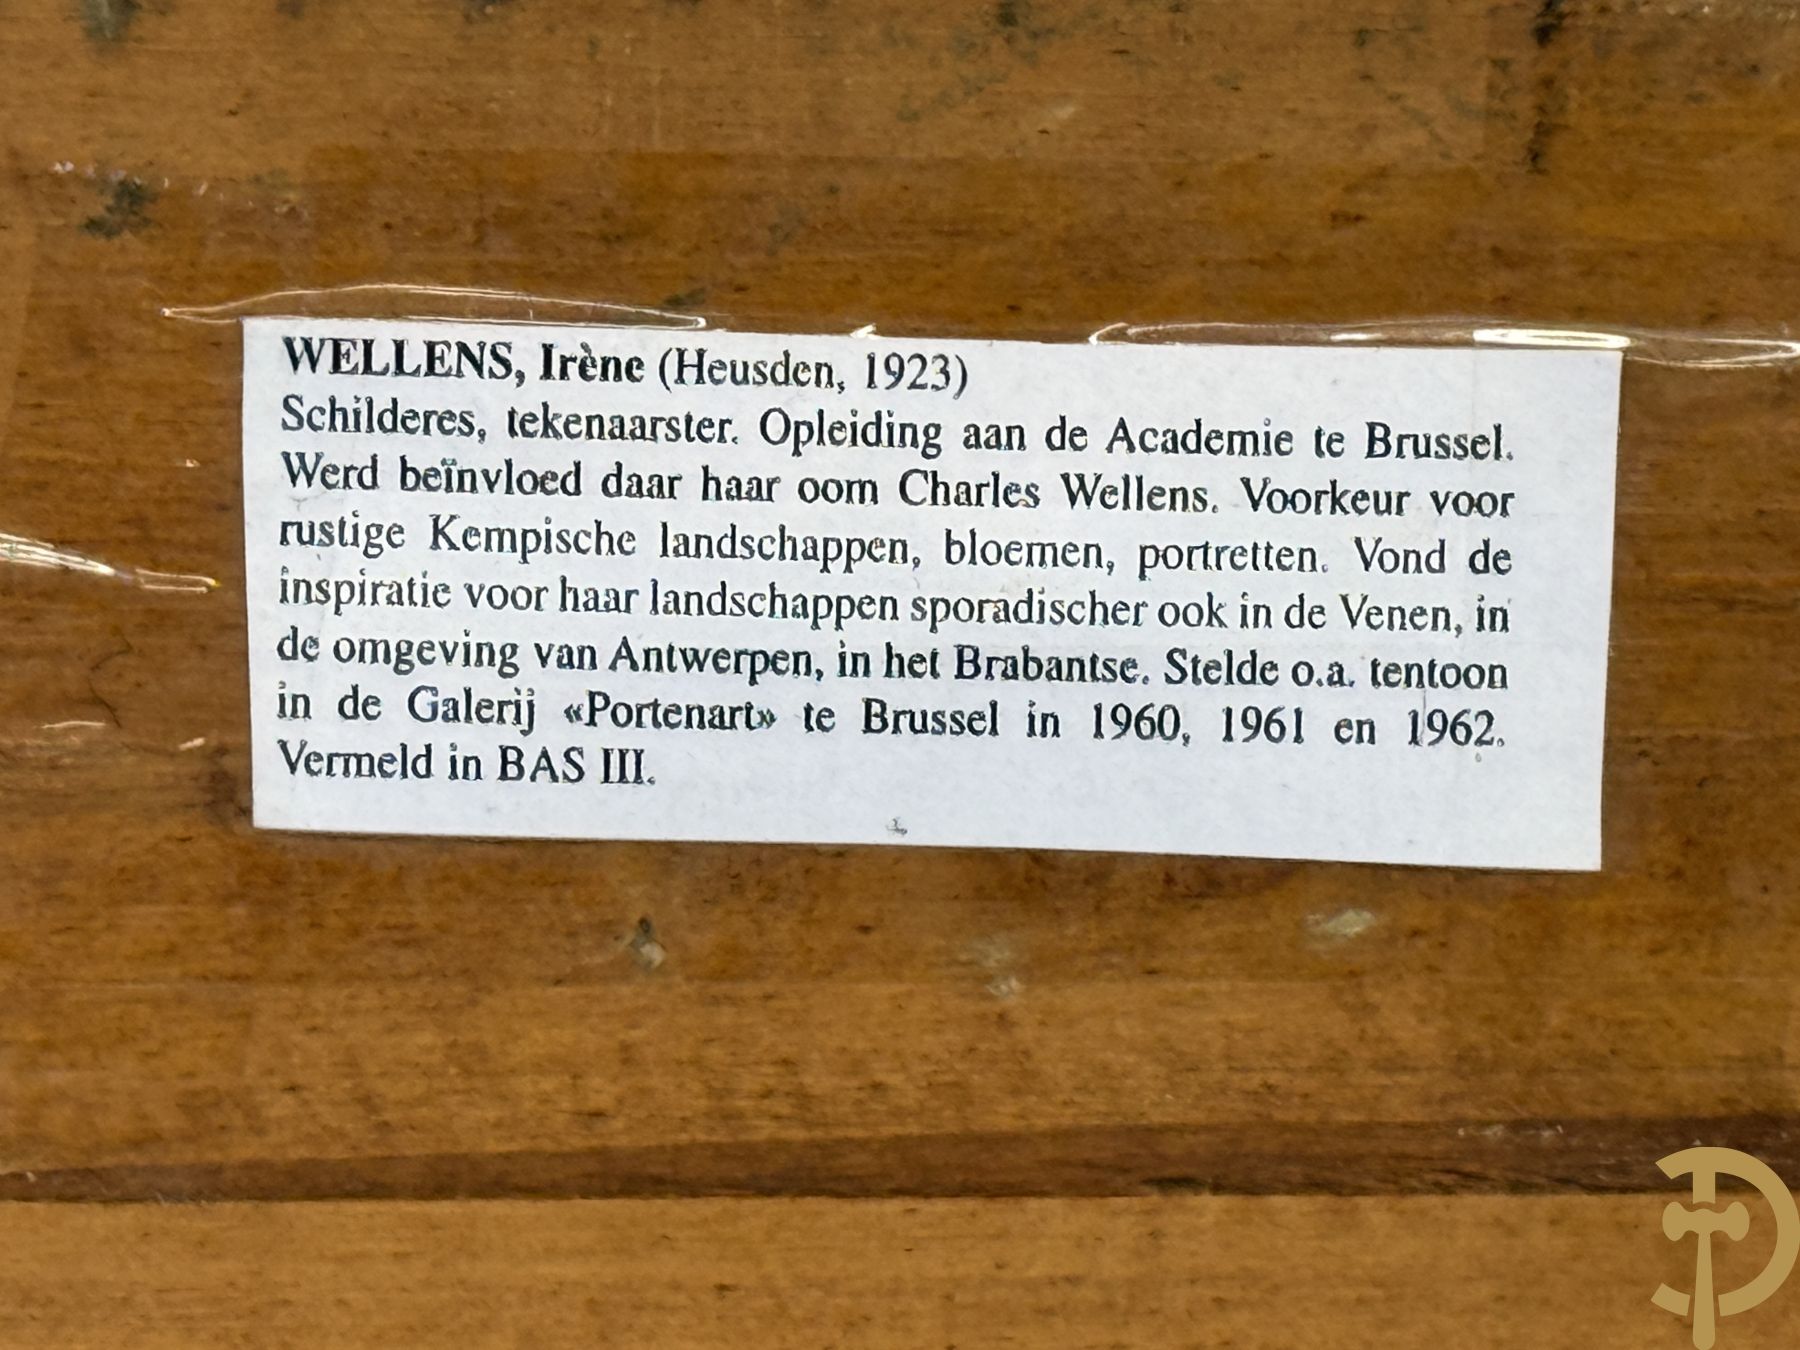 WELLENS, Irène (Heusden, 1923)
Schilderes, tekenaarster. Opleiding aan de Academie te Brussel.
Werd beïnvloed daar haar oom Charles Wellens. Voorkeur voor
rustige Kempische landschappen, bloemen, portretten. Vond de
inspiratie voor haar landschappen sporadischer ook in de Venen, in
de omgeving van Antwerpen, in het Brabantse. Stelde o.a. tentoon
in de Galerij «Portenart» te Brussel in 1960, 1961 en 1962.
Vermeld in BAS III.